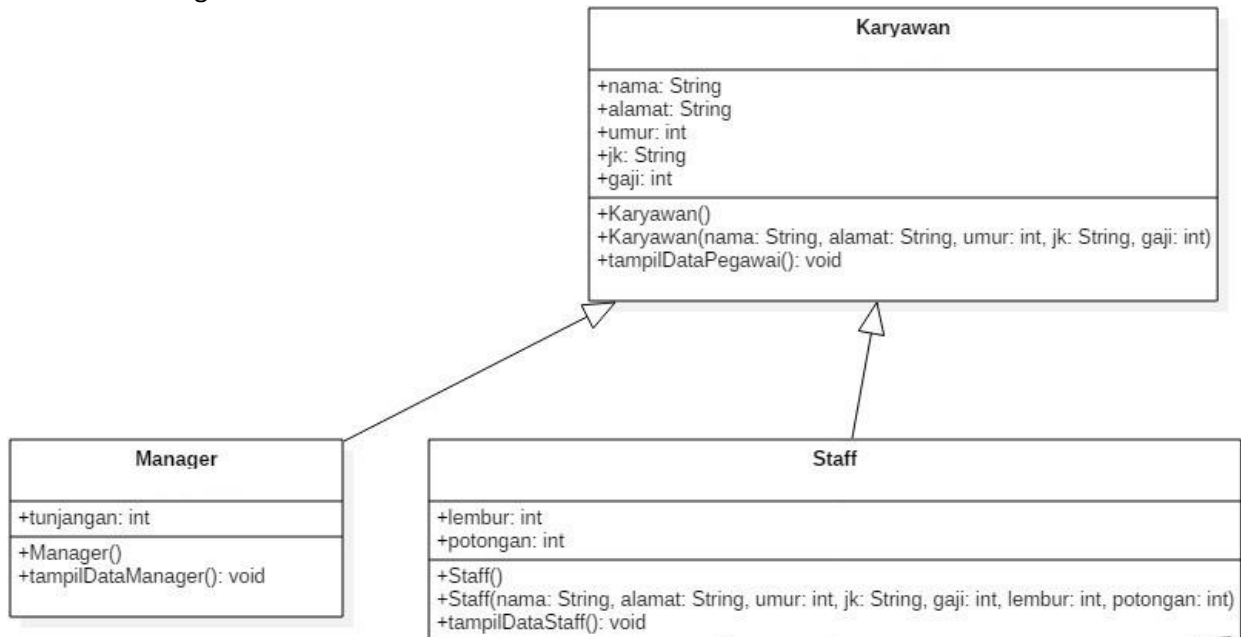 Karyawan
+nama: String
+alamat: String
+umur: int
+jk: String
+gaji: int
+Karyawan()
+Karyawan(nama: String, alamat: String, umur: int, jk: String, gaji: int)
+tampilDataPegawai(): void
Manager
+tunjangan: int
+Manager()
+tampilDataManager(): void
Staff
+lembur: int
+potongan: int
+Staff()
+Staff(nama: String, alamat: String, umur: int, jk: String, gaji: int, lembur: int, potongan: int)
+tampilDataStaff(): void